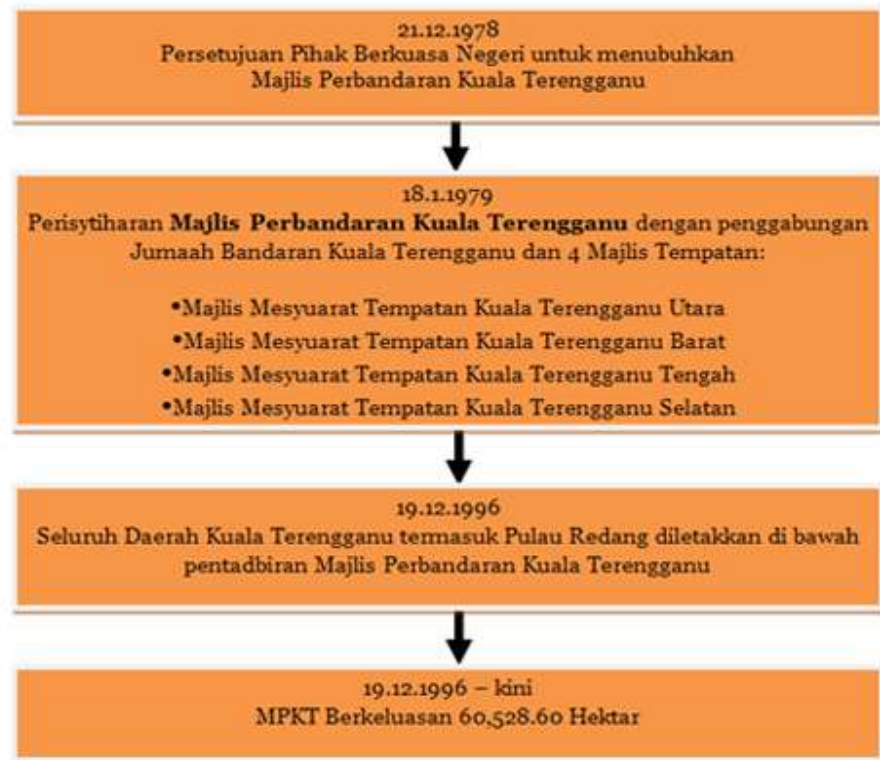 21.12.1978
Persetujuan Pihak Berkuasa Negeri untuk menubuhkan
Majlis Perbandaran Kuala Terengganu
18.1.1979
Perisytiharan Majlis Perbandaran Kuala Terengganu dengan penggabungan
Jumaah Bandaran Kuala Terengganu dan 4 Majlis Tempatan:
•Majlis Mesyuarat Tempatan Kuala Terengganu Utara
•Majlis Mesyuarat Tempatan Kuala Terengganu Barat
•Majlis Mesyuarat Tempatan Kuala Terengganu Tengah
•Majlis Mesyuarat Tempatan Kuala Terengganu Selatan
19.12.1996
Seluruh Daerah Kuala Terengganu termasuk Pulau Redang diletakkan di bawah
pentadbiran Majlis Perbandaran Kuala Terengganu
19.12.1996 – kini
MPKT Berkeluasan 60,528.60 Hektar